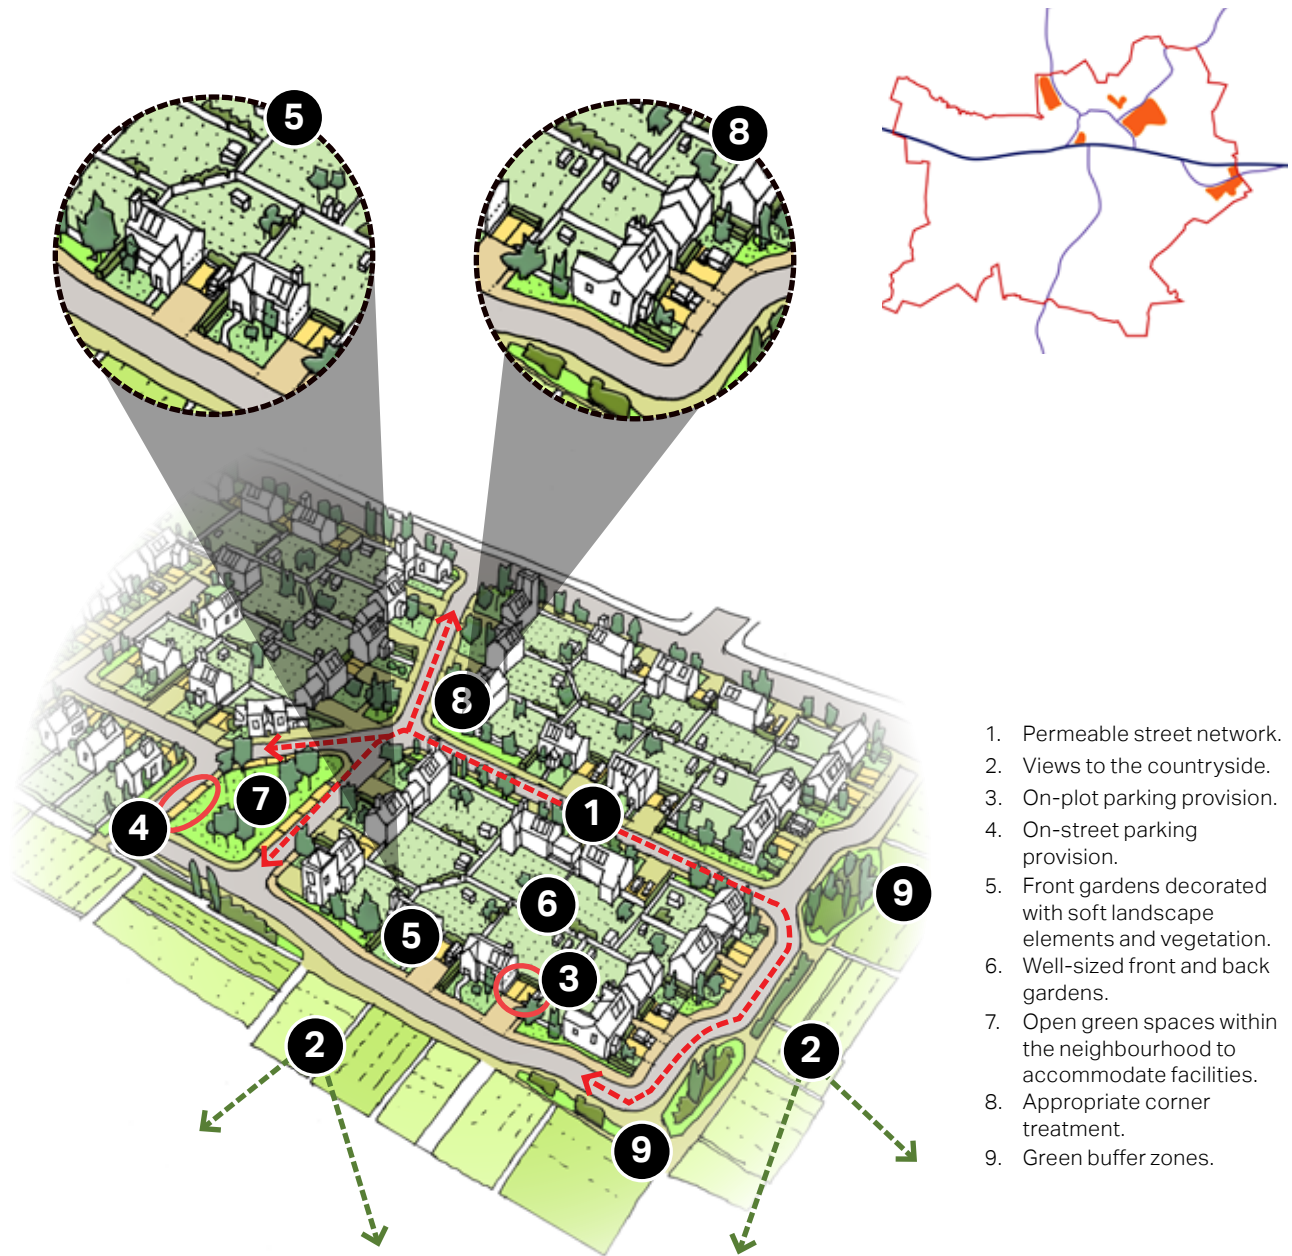 5
8
8
7
1
4
9
6
5
3
2
2
9
1. Permeable street network.
2. Views to the countryside.
3. On-plot parking provision.
4. On-street parking
provision.
5. Front gardens decorated
with soft landscape
elements and vegetation.
6. Well-sized front and back
gardens.
7. Open green spaces within
the neighbourhood to
accommodate facilities.
8. Appropriate corner
treatment.
9. Green buffer zones.